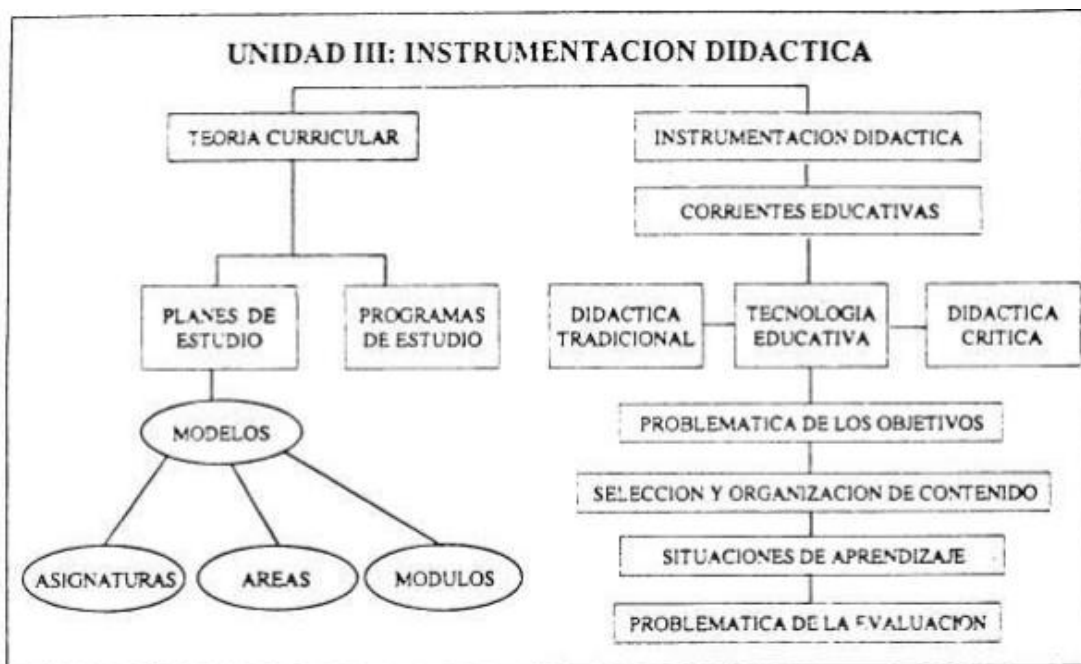 UNIDAD III: INSTRUMENTACION DIDACTICA
TEORIA CURRICULAR
INSTRUMENTACION DIDACTICA
CORRIENTES EDUCATIVAS
PLANES DE
ESTUDIO
PROGRAMAS
DE ESTUDIO
DIDACTICA
TRADICIONAL
TECNOLOGIA
EDUCATIVA
DIDACTICA
CRITICA
MODELOS
PROBLEMATICA DE LOS OBJETIVOS
SELECCION Y ORGANIZACION DE CONTENIDO
ASIGNATURAS
AREAS
MODULOS
SITUACIONES DE APRENDIZAJE
PROBLEMATICA DE LA EVALUACION